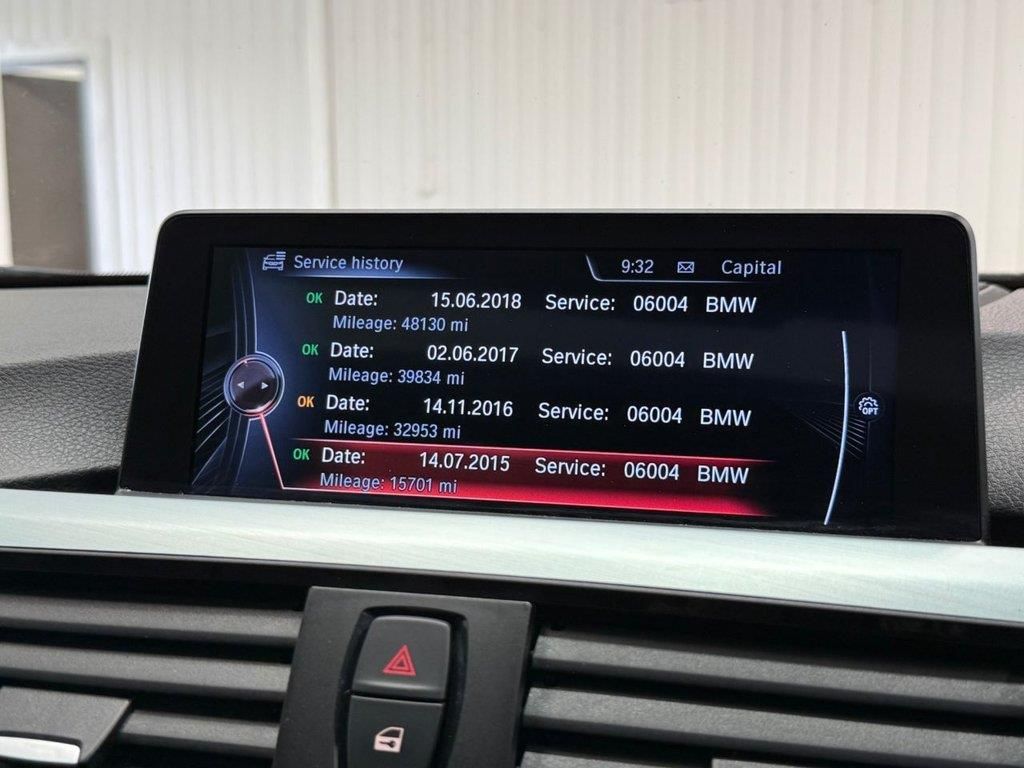 Service history 9:32 Capital
OK Date: 15.06.2018 Service: 06004 BMW
Mileage: 48130 mi
OK Date: 02.06.2017 Service: 06004 BMW
Mileage: 39834 mi
OK Date: 14.11.2016 Service: 06004 BMW
Mileage: 32953 mi
OK Date: 14.07.2015 Service: 06004 BMW
Mileage: 15701 mi
OPT